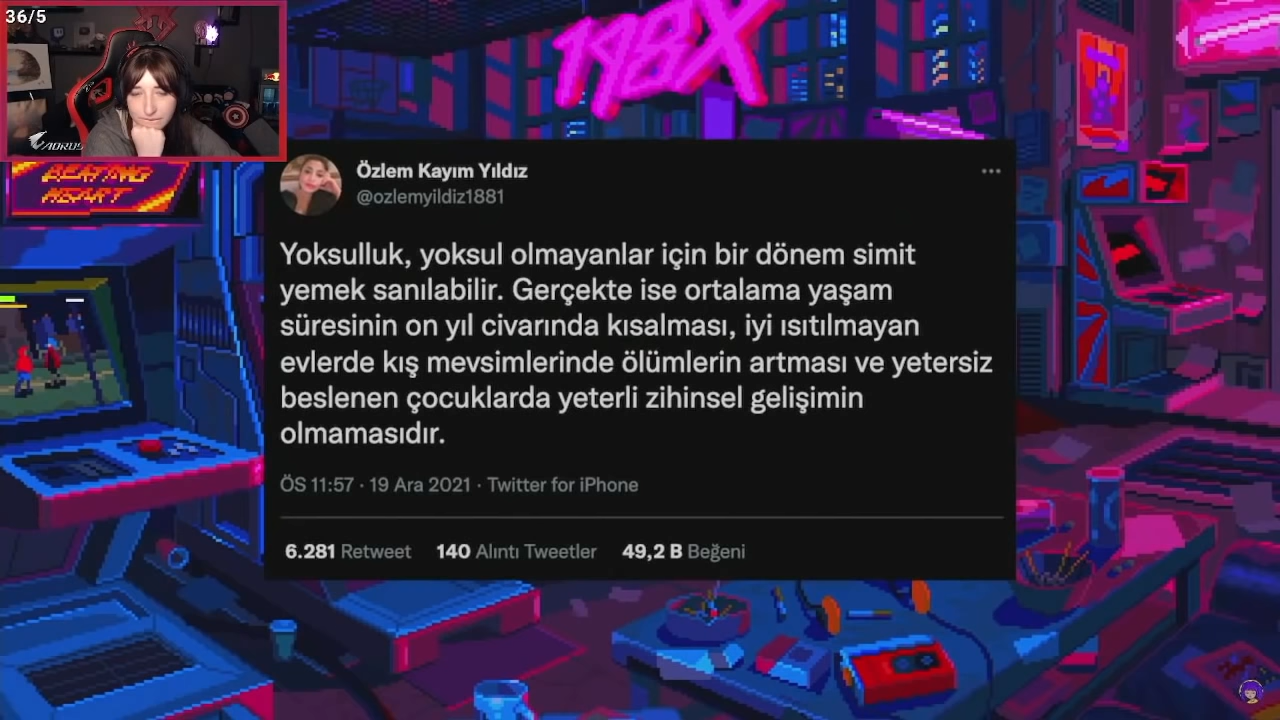 36/5
198X
AORUS
BEATING
HEART
Özlem Kayım Yıldız
@ozlemyildiz1881
Yoksulluk, yoksul olmayanlar için bir dönem simit
yemek sanılabilir. Gerçekte ise ortalama yaşam
süresinin on yıl civarında kısalması, iyi ısıtılmayan
evlerde kış mevsimlerinde ölümlerin artması ve yetersiz
beslenen çocuklarda yeterli zihinsel gelişimin
olmamasıdır.
ÖS 11:57 · 19 Ara 2021 · Twitter for iPhone
6.281 Retweet 140 Alıntı Tweetler 49,2 B Beğeni